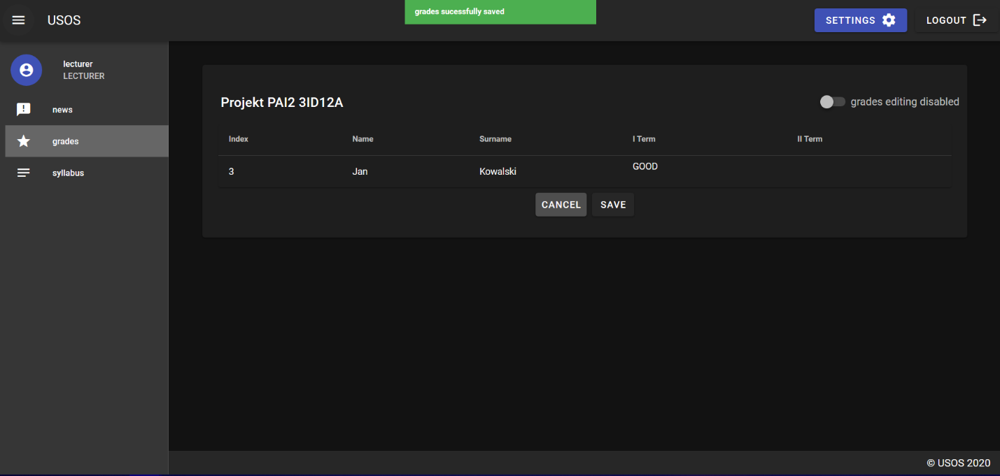 USOS
grades sucessfully saved
SETTINGS
LOGOUT
lecturer
LECTURER
news
grades
syllabus
Projekt PAI2 3ID12A
grades editing disabled
Index Name Surname I Term II Term
3 Jan Kowalski GOOD
CANCEL SAVE
© USOS 2020